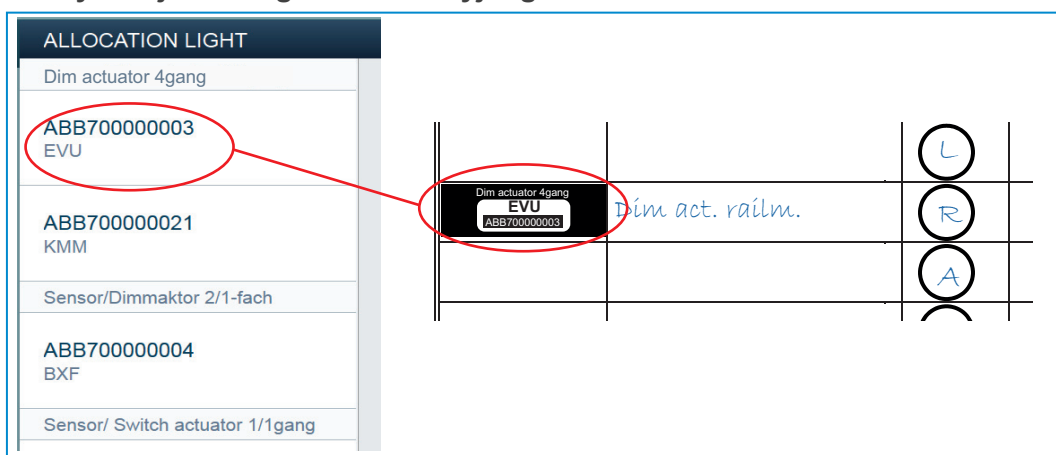 ALLOCATION LIGHT
Dim actuator 4gang
ABB700000003
EVU
ABB700000021
KMM
Sensor/Dimmaktor 2/1-fach
ABB700000004
BXF
Sensor/ Switch actuator 1/1gang
L
Dim actuator 4gang
EVU
ABB700000003
Dim act. railm.
R
A